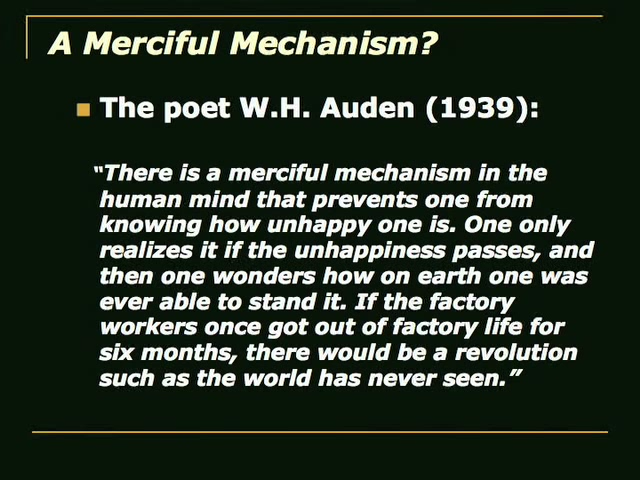 A Merciful Mechanism?
The poet W.H. Auden (1939):
“There is a merciful mechanism in the
human mind that prevents one from
knowing how unhappy one is. One only
realizes it if the unhappiness passes, and
then one wonders how on earth one was
ever able to stand it. If the factory
workers once got out of factory life for
six months, there would be a revolution
such as the world has never seen.”